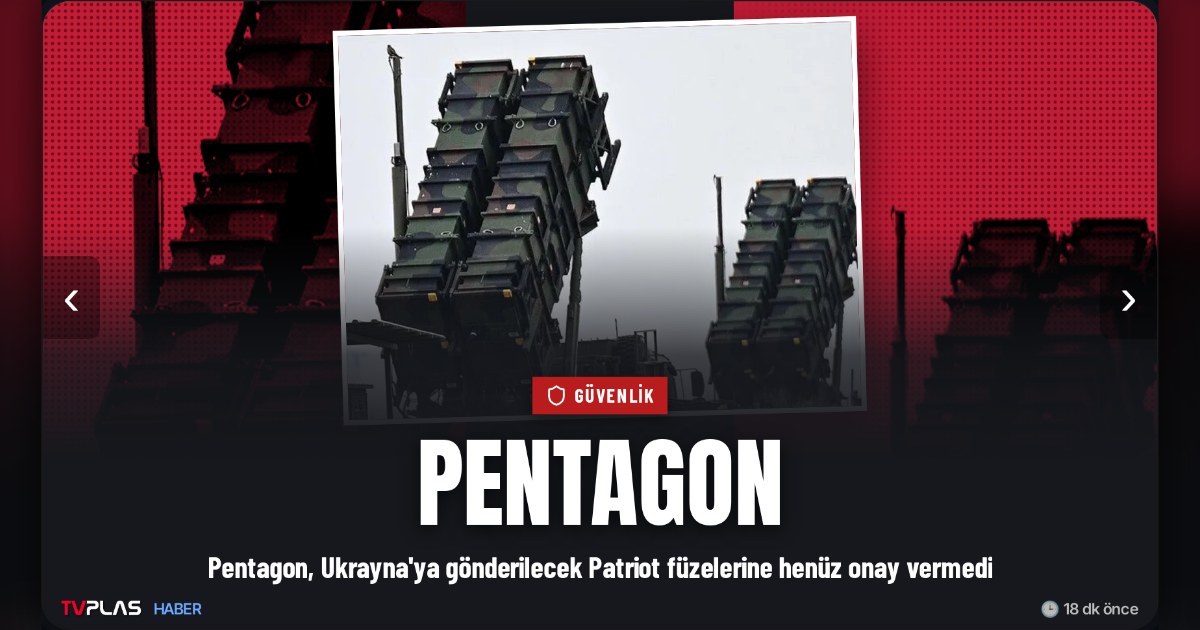 GÜVENLİK
PENTAGON
Pentagon, Ukrayna'ya gönderilecek Patriot füzelerine henüz onay vermedi
TVPLAS HABER
18 dk önce